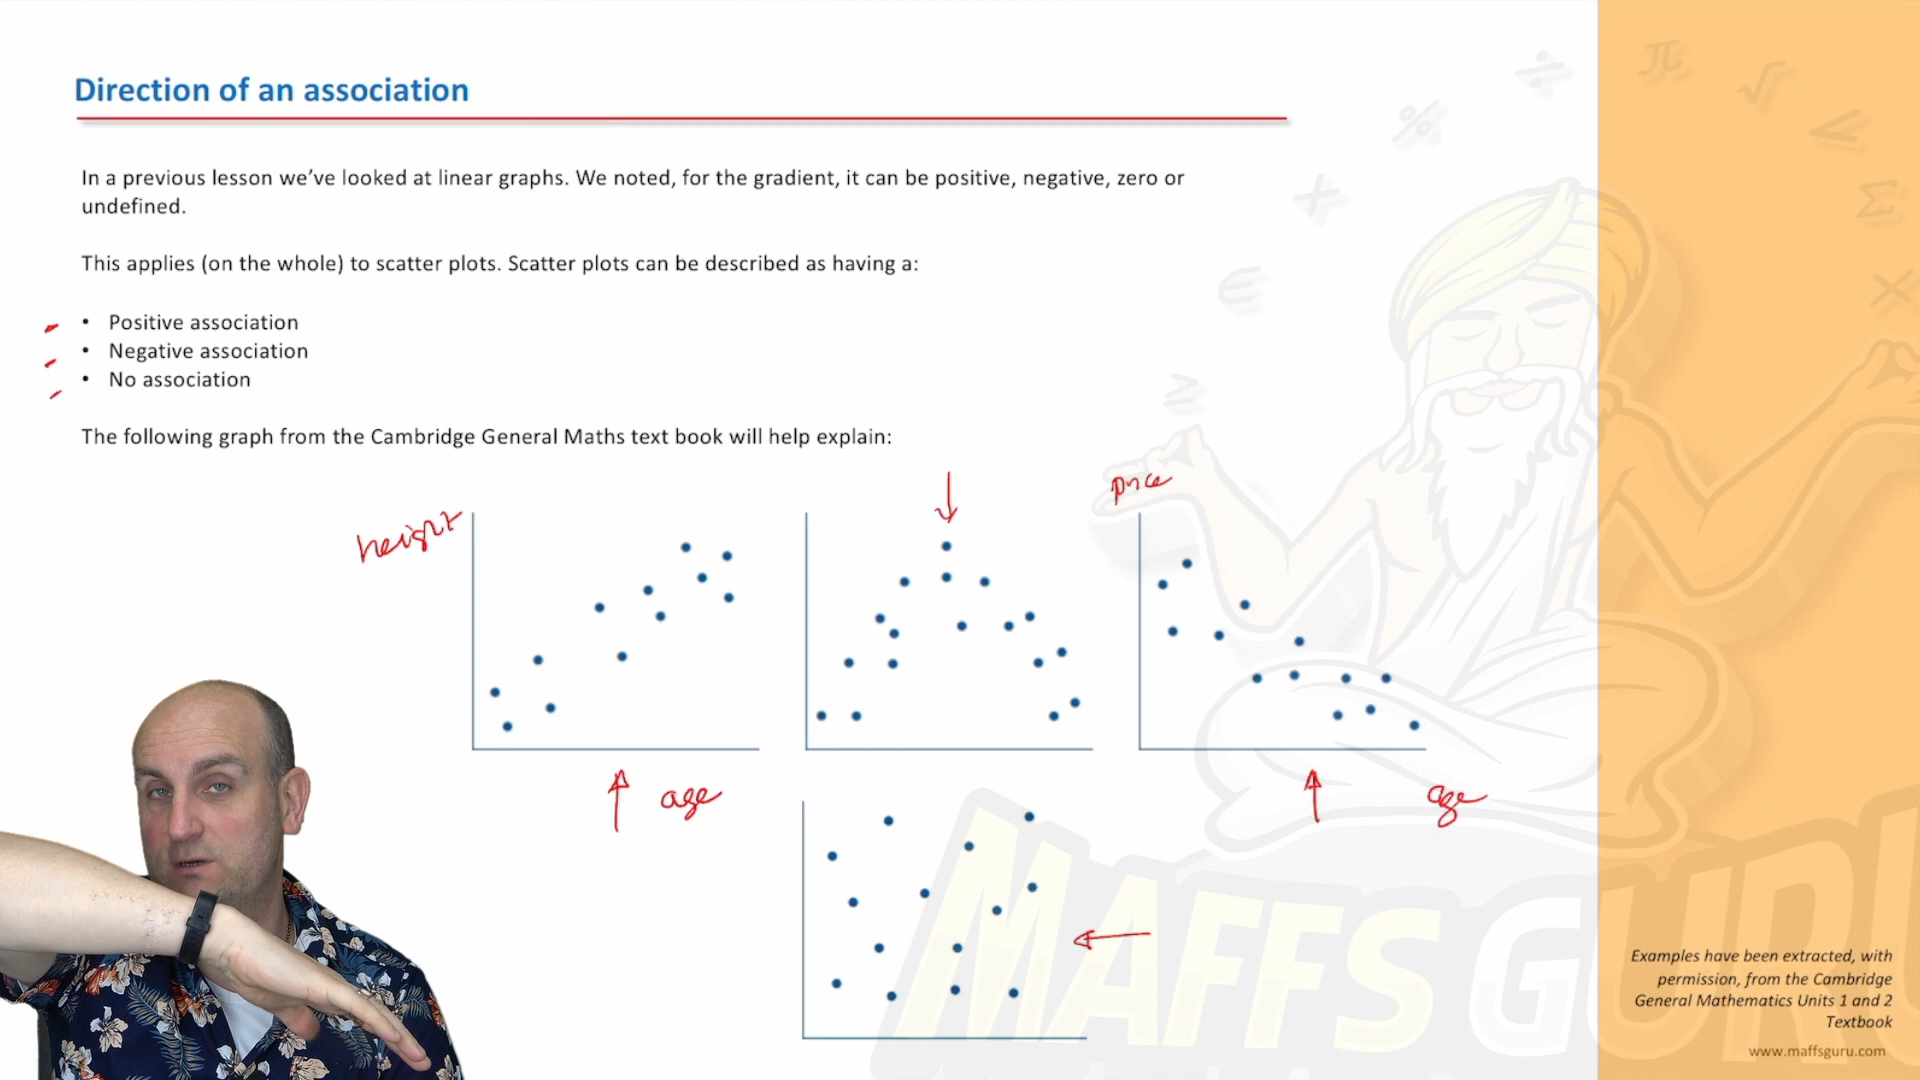 Direction of an association
In a previous lesson we've looked at linear graphs. We noted, for the gradient, it can be positive, negative, zero or
undefined.
This applies (on the whole) to scatter plots. Scatter plots can be described as having a:
• Positive association
• Negative association
• No association
The following graph from the Cambridge General Maths text book will help explain:
height
price
age
age
MAFFS GURU
Examples have been extracted, with
permission, from the Cambridge
General Mathematics Units 1 and 2
Textbook
www.maffsguru.com